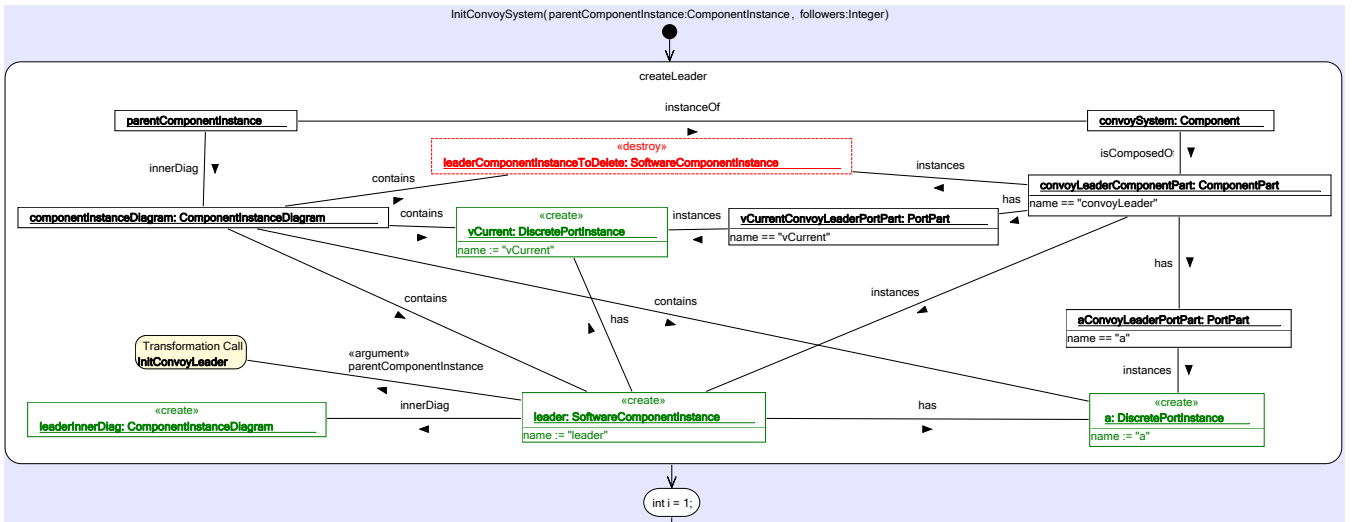 InitConvoySystem(parentComponentInstance:ComponentInstance, followers:Integer)
createLeader
instanceOf
parentComponentInstance
convoySystem: Component
«destroy»
leaderComponentInstanceToDelete: SoftwareComponentInstance
innerDiag
contains
instances
isComposedOf
convoyLeaderComponentPart: ComponentPart
name == "convoyLeader"
componentInstanceDiagram: ComponentInstanceDiagram
contains
«create»
vCurrent: DiscretePortInstance
name := "vCurrent"
instances
vCurrentConvoyLeaderPortPart: PortPart
name == "vCurrent"
has
has
contains
contains
instances
has
aConvoyLeaderPortPart: PortPart
name == "a"
Transformation Call
InitConvoyLeader
«argument»
parentComponentInstance
instances
«create»
leaderInnerDiag: ComponentInstanceDiagram
innerDiag
«create»
leader: SoftwareComponentInstance
name := "leader"
has
«create»
a: DiscretePortInstance
name := "a"
int i = 1;